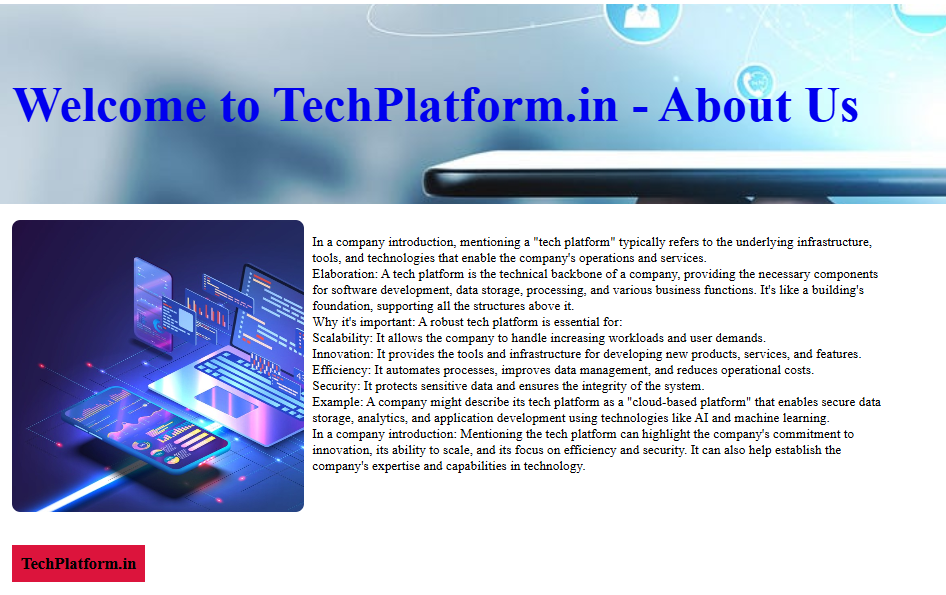 Welcome to TechPlatform.in - About Us
In a company introduction, mentioning a "tech platform" typically refers to the underlying infrastructure,
tools, and technologies that enable the company's operations and services.
Elaboration: A tech platform is the technical backbone of a company, providing the necessary components
for software development, data storage, processing, and various business functions. It's like a building's
foundation, supporting all the structures above it.
Why it's important: A robust tech platform is essential for:
Scalability: It allows the company to handle increasing workloads and user demands.
Innovation: It provides the tools and infrastructure for developing new products, services, and features.
Efficiency: It automates processes, improves data management, and reduces operational costs.
Security: It protects sensitive data and ensures the integrity of the system.
Example: A company might describe its tech platform as a "cloud-based platform" that enables secure data
storage, analytics, and application development using technologies like AI and machine learning.
In a company introduction: Mentioning the tech platform can highlight the company's commitment to
innovation, its ability to scale, and its focus on efficiency and security. It can also help establish the
company's expertise and capabilities in technology.
TechPlatform.in